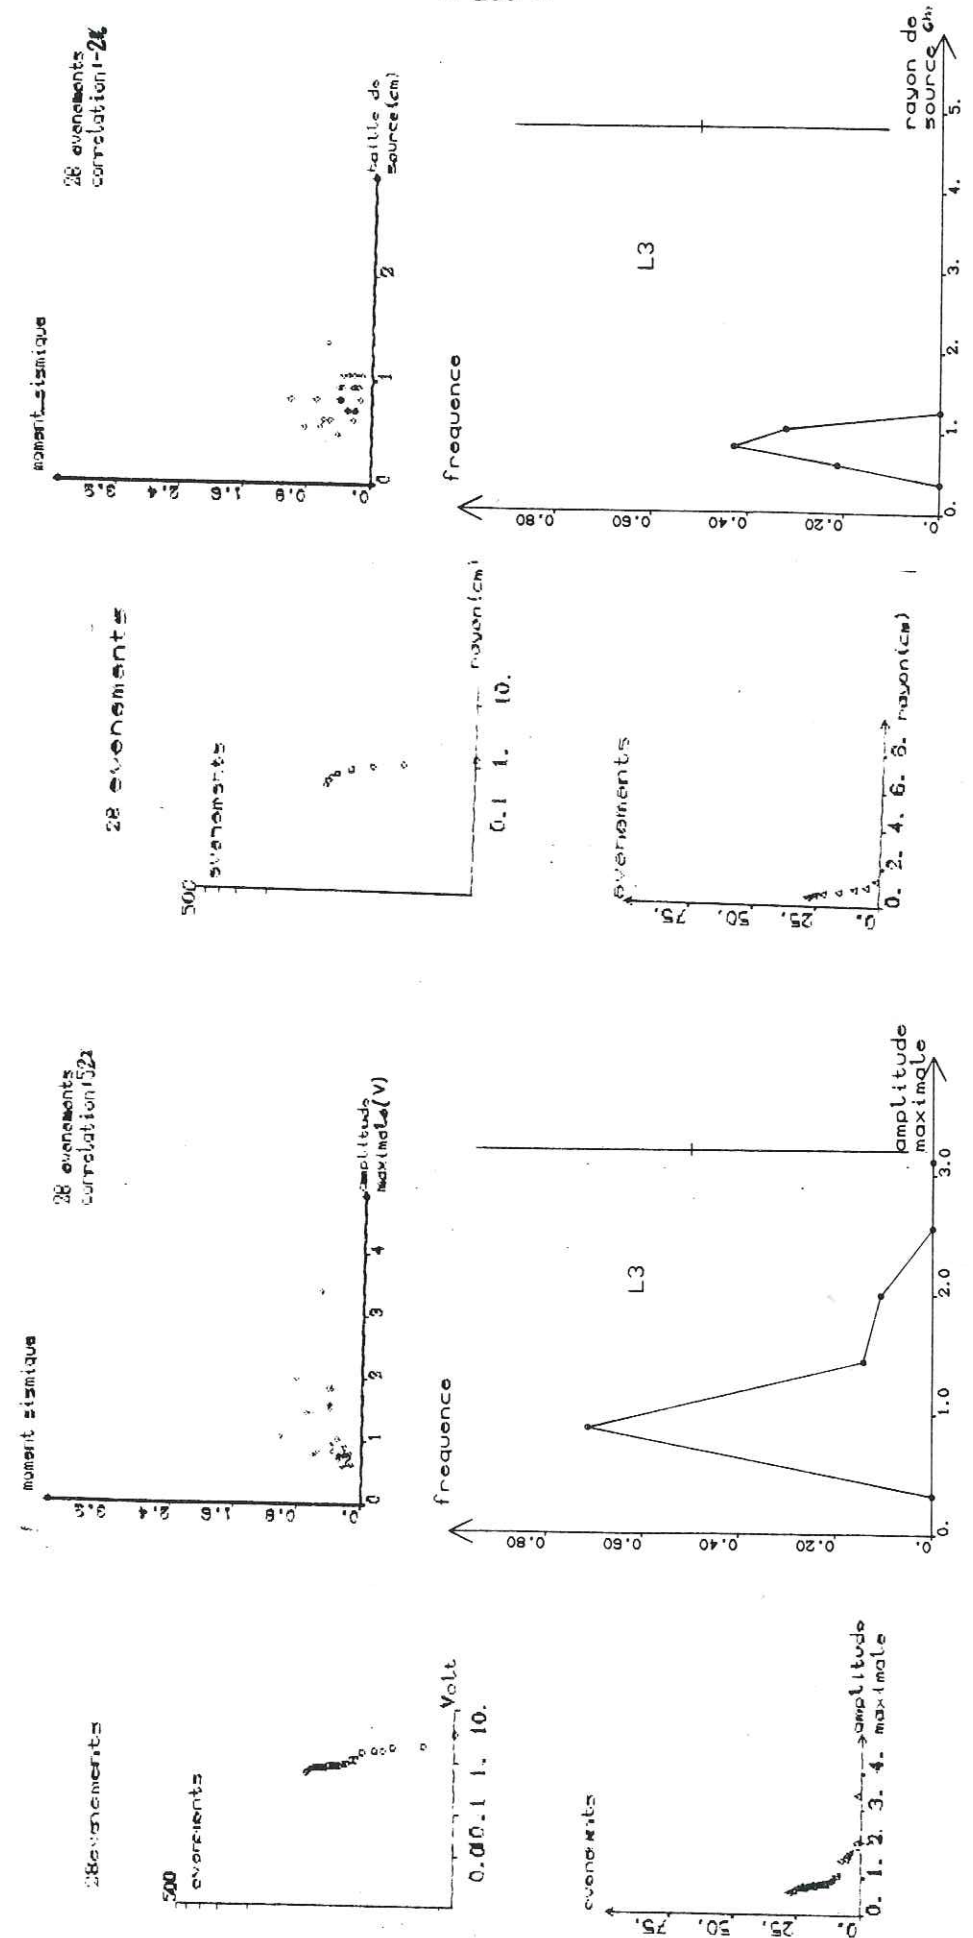 28 evenements
correlation:-2%
moment sismique
3.2
2.4
1.6
0.8
0.
0 1 2
taille de
source(cm)
frequence
0.80
0.60
0.40
0.20
0.
L3
0. 1. 2. 3. 4. 5.
rayon de
source cm
28 evenements
500
evenements
0.1 1. 10.
rayon(cm)
evenements
75.
50.
25.
0.
0. 2. 4. 6. 8. rayon(cm)
28 evenements
correlation:52%
moment sismique
3.2
2.4
1.6
0.8
0.
0 1 2 3 4
amplitude
maximale(V)
frequence
0.80
0.60
0.40
0.20
0.
L3
0. 1.0 2.0 3.0
amplitude
maximale
28evenements
500
evenements
Volt
0.010.1 1. 10.
evenements
75.
50.
25.
0.
0. 1. 2. 3. 4.
amplitude
maximale